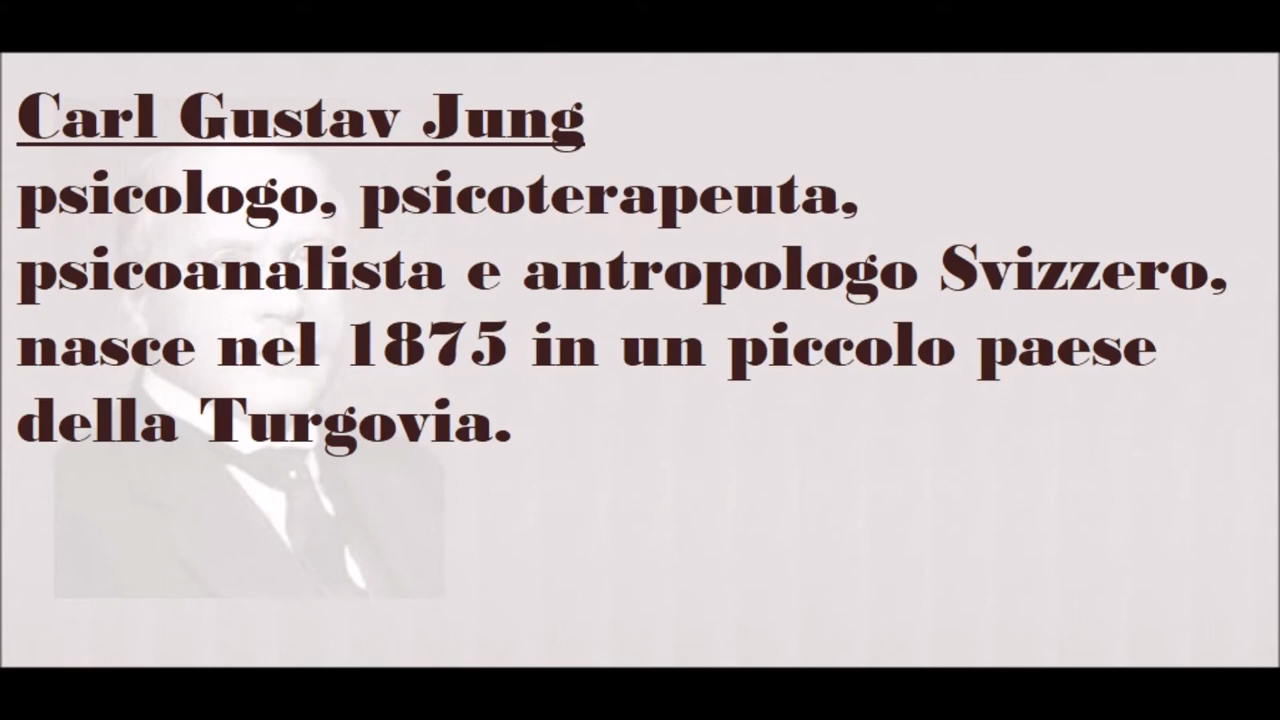 Carl Gustav Jung
psicologo, psicoterapeuta,
psicoanalista e antropologo Svizzero,
nasce nel 1875 in un piccolo paese
della Turgovia.